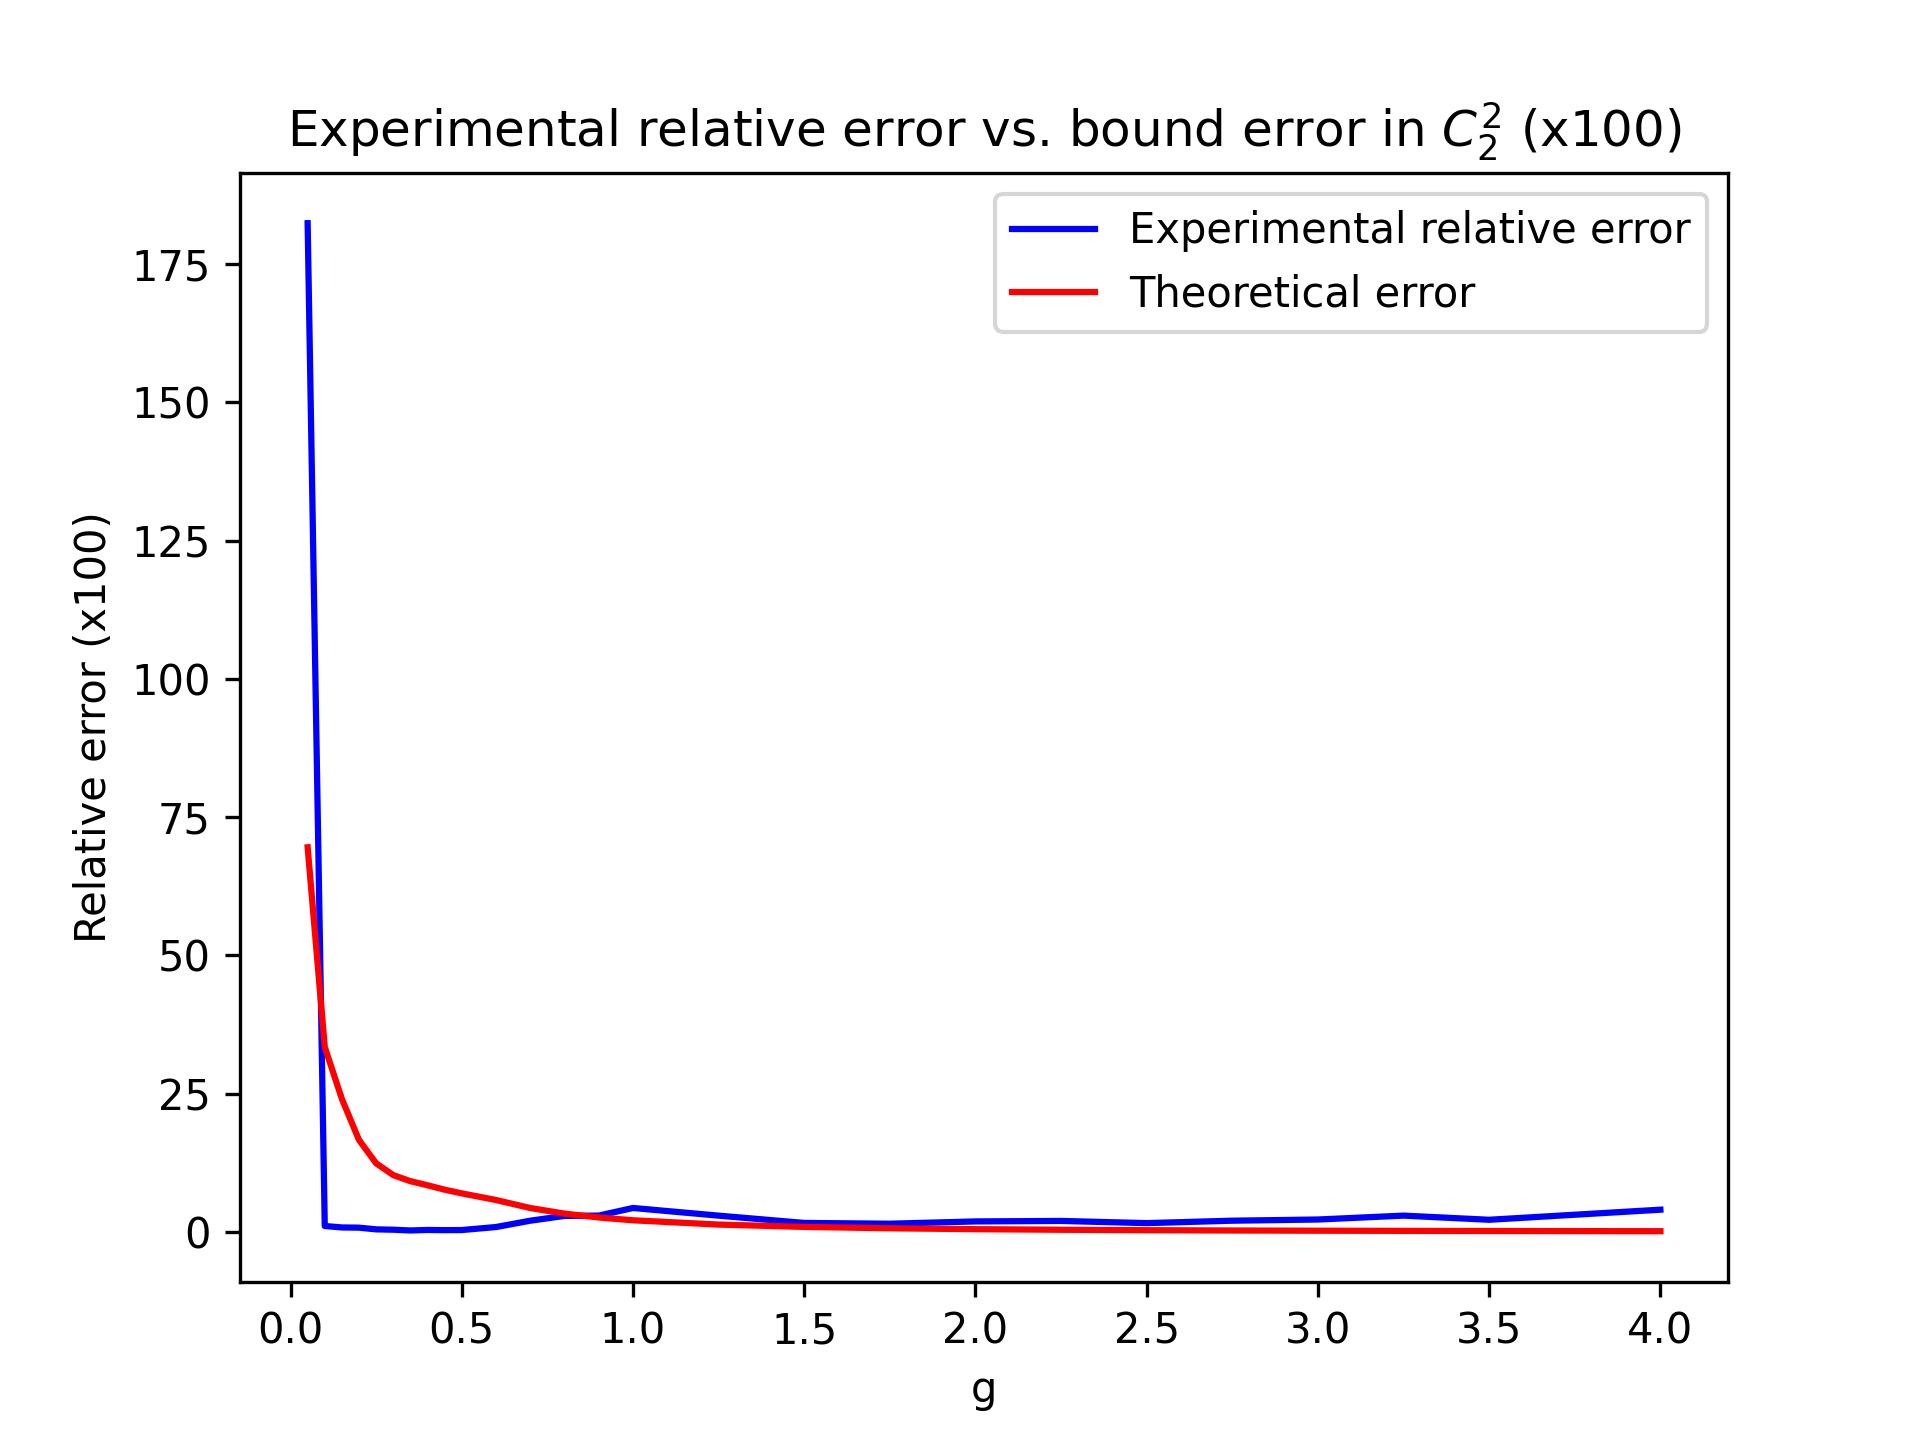 Experimental relative error vs. bound error in $C_2^2$ (x100)
Experimental relative error
Theoretical error
Relative error (x100)
175
150
125
100
75
50
25
0
0.0 0.5 1.0 1.5 2.0 2.5 3.0 3.5 4.0
g